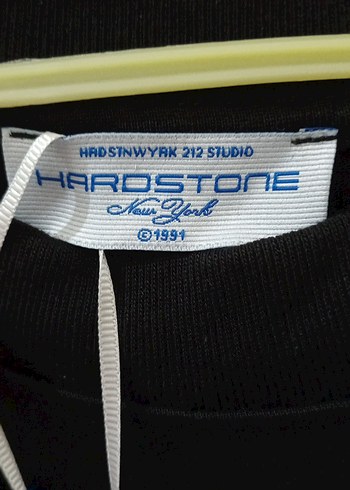 HRDSTNWYRK 212 STUDIO
HARDSTONE
New York
©1991